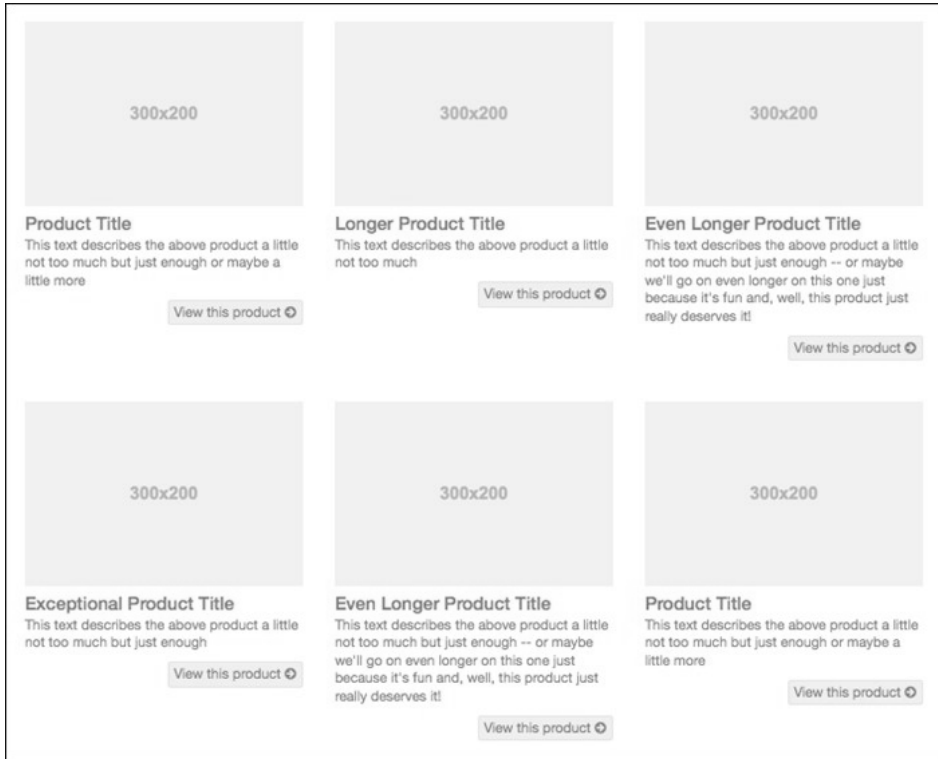 300x200
Product Title
This text describes the above product a little
not too much but just enough or maybe a
little more
View this product
300x200
Longer Product Title
This text describes the above product a little
not too much
View this product
300x200
Even Longer Product Title
This text describes the above product a little
not too much but just enough -- or maybe
we'll go on even longer on this one just
because it's fun and, well, this product just
really deserves it!
View this product
300x200
Exceptional Product Title
This text describes the above product a little
not too much but just enough
View this product
300x200
Even Longer Product Title
This text describes the above product a little
not too much but just enough -- or maybe
we'll go on even longer on this one just
because it's fun and, well, this product just
really deserves it!
View this product
300x200
Product Title
This text describes the above product a little
not too much but just enough or maybe a
little more
View this product